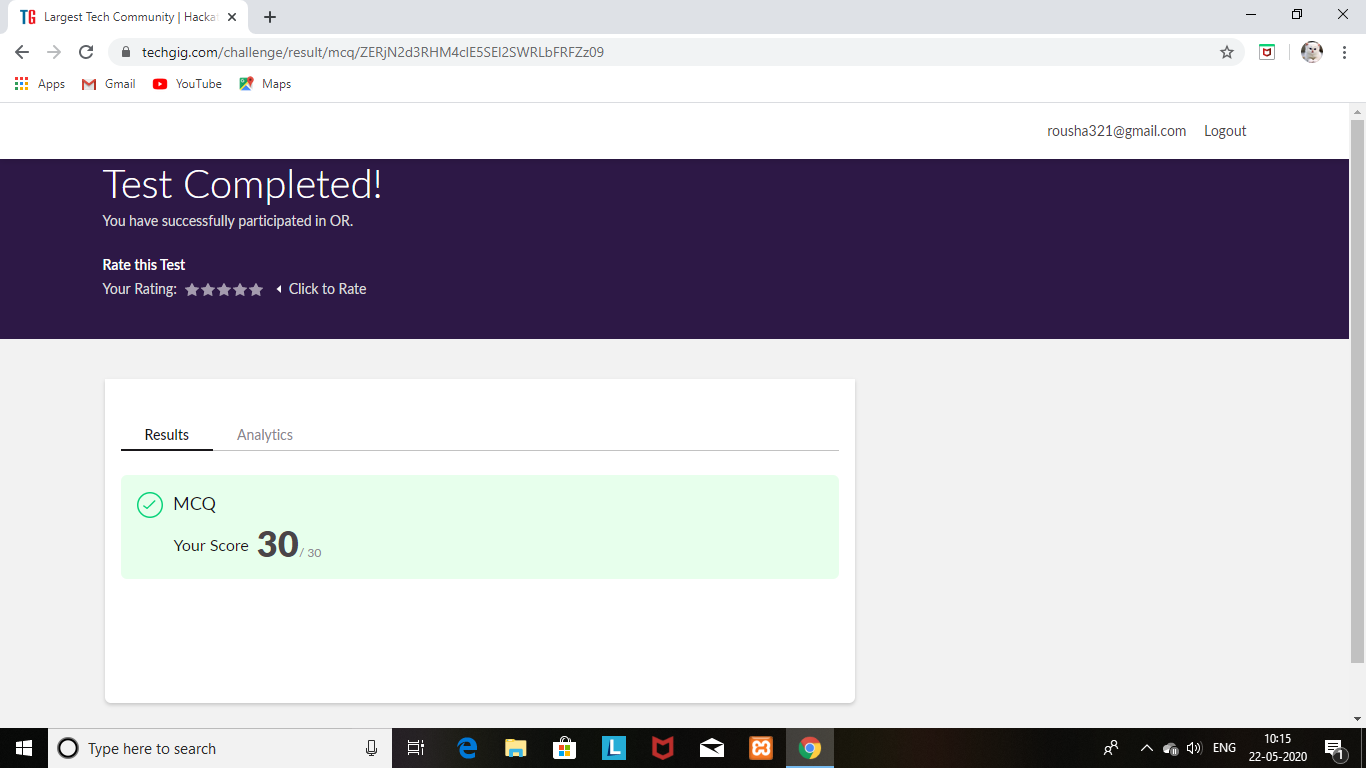 TG Largest Tech Community | Hacka
techgig.com/challenge/result/mcq/ZERjN2d3RHM4clE5SEl2SWRLbFRFZz09
Apps Gmail YouTube Maps
rousha321@gmail.com Logout
Test Completed!
You have successfully participated in OR.
Rate this Test
Your Rating: Click to Rate
Results Analytics
MCQ
Your Score 30 / 30
Type here to search
L
ENG
10:15
22-05-2020
1